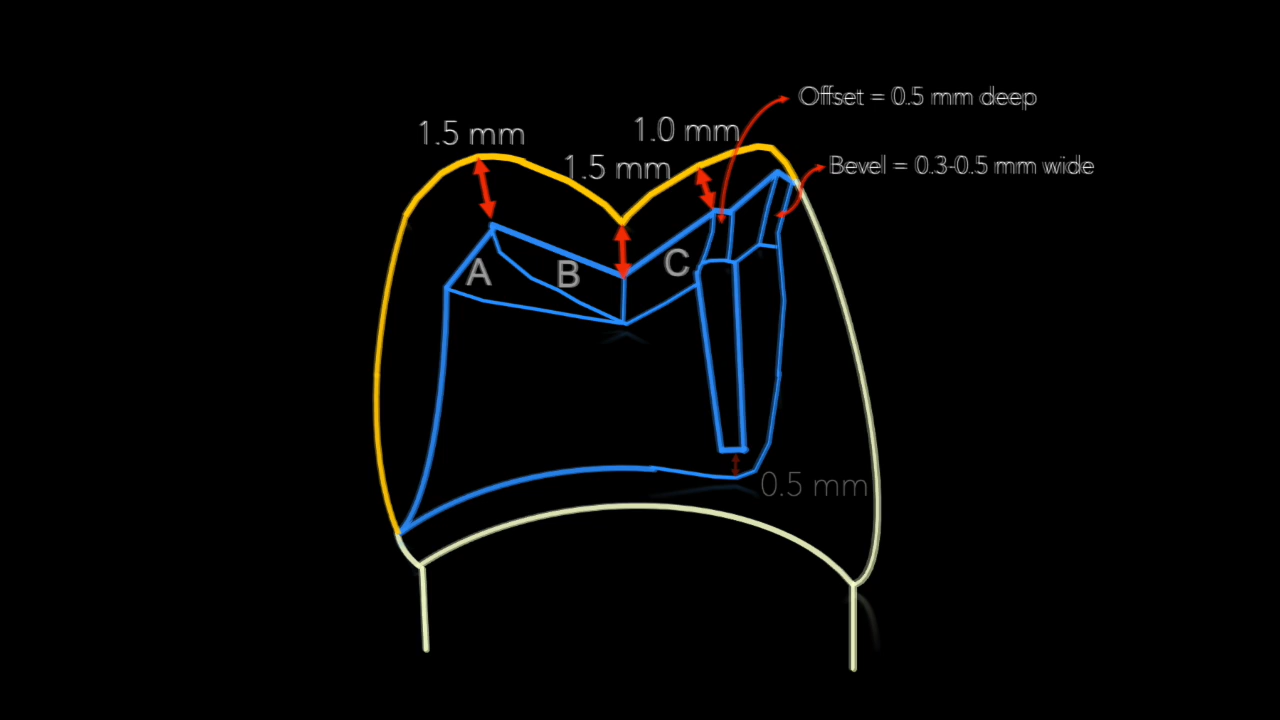 Offset = 0.5 mm deep
1.5 mm
1.0 mm
1.5 mm
Bevel = 0.3-0.5 mm wide
A
B
C
0.5 mm